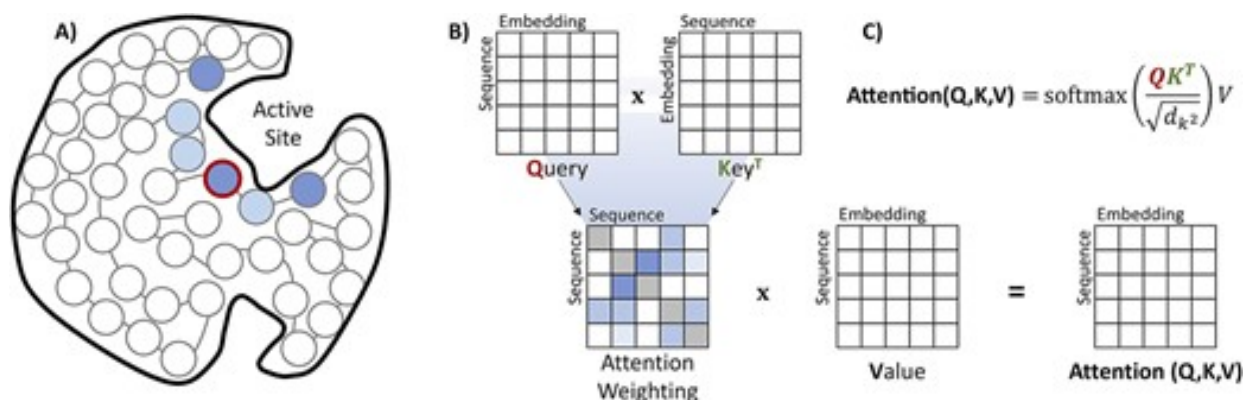 A)
Active
Site
B)
Embedding
Sequence
Sequence
Embedding
x
Query
Key^T
Sequence
Sequence
Attention
Weighting
x
Embedding
Sequence
Value
=
Embedding
Sequence
Attention (Q,K,V)
C)
Attention(Q,K,V) = softmax (QK^T / √d_k²) V